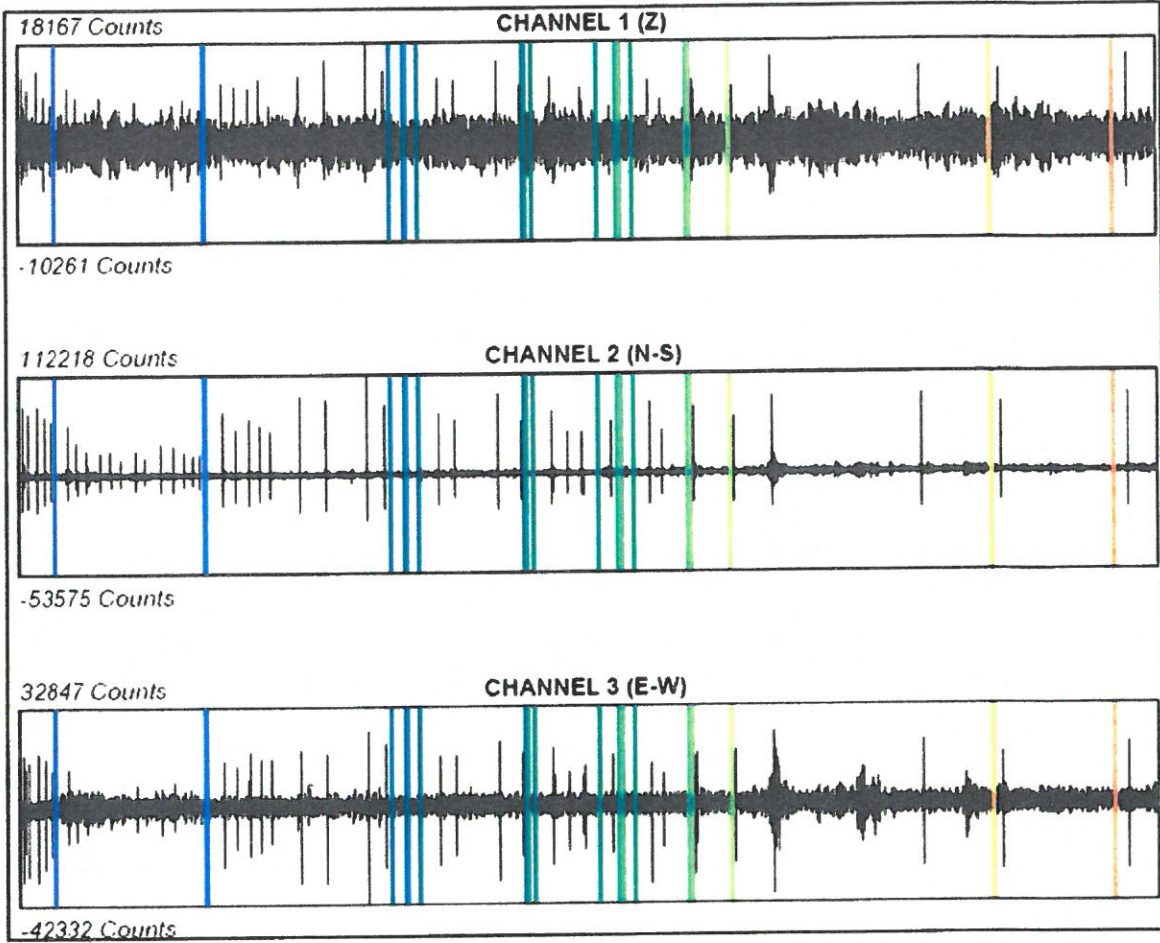 18167 Counts
CHANNEL 1 (Z)
-10261 Counts
112218 Counts
CHANNEL 2 (N-S)
-53575 Counts
32847 Counts
CHANNEL 3 (E-W)
-42332 Counts